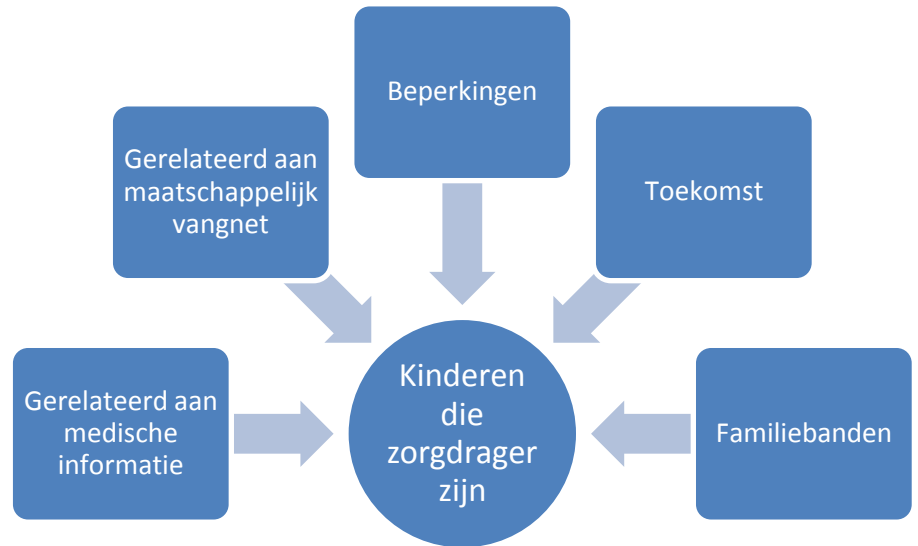 Beperkingen
Gerelateerd aan
maatschappelijk
vangnet
Toekomst
Gerelateerd aan
medische
informatie
Kinderen
die
zorgdrager
zijn
Familiebanden